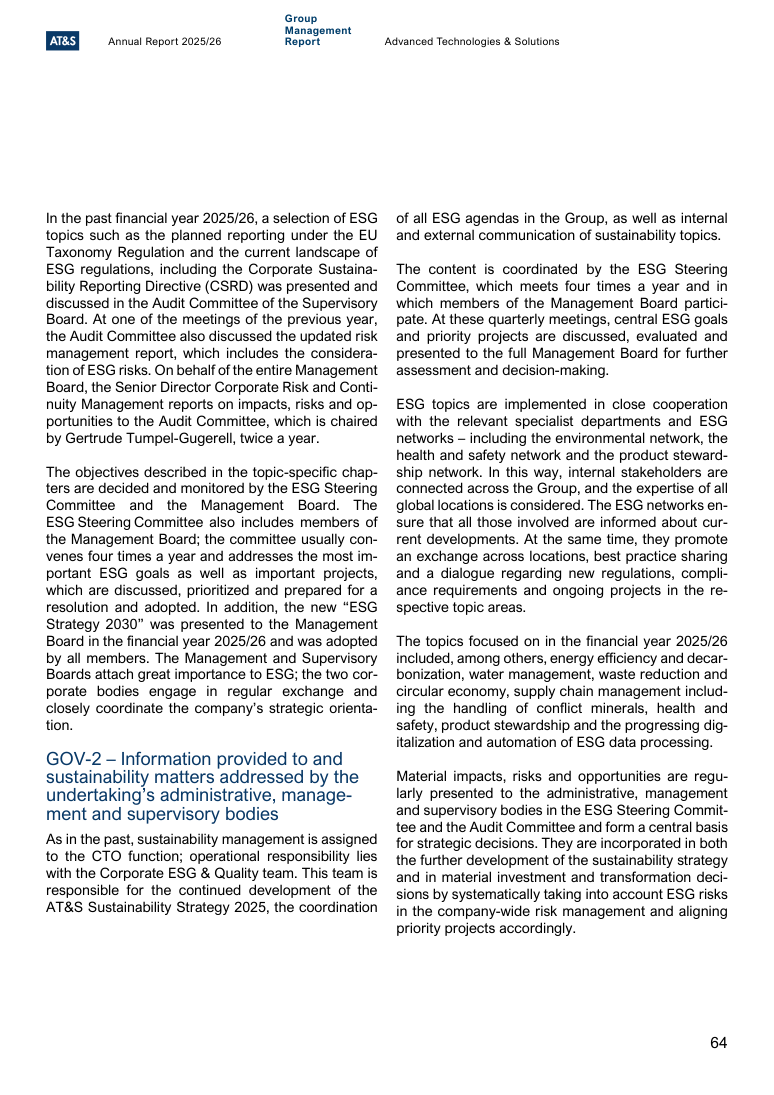 AT&S
Annual Report 2025/26
Group
Management
Report
Advanced Technologies & Solutions
In the past financial year 2025/26, a selection of ESG
topics such as the planned reporting under the EU
Taxonomy Regulation and the current landscape of
ESG regulations, including the Corporate Sustaina-
bility Reporting Directive (CSRD) was presented and
discussed in the Audit Committee of the Supervisory
Board. At one of the meetings of the previous year,
the Audit Committee also discussed the updated risk
management report, which includes the considera-
tion of ESG risks. On behalf of the entire Management
Board, the Senior Director Corporate Risk and Conti-
nuity Management reports on impacts, risks and op-
portunities to the Audit Committee, which is chaired
by Gertrude Tumpel-Gugerell, twice a year.
The objectives described in the topic-specific chap-
ters are decided and monitored by the ESG Steering
Committee and the Management Board. The
ESG Steering Committee also includes members of
the Management Board; the committee usually con-
venes four times a year and addresses the most im-
portant ESG goals as well as important projects,
which are discussed, prioritized and prepared for a
resolution and adopted. In addition, the new “ESG
Strategy 2030” was presented to the Management
Board in the financial year 2025/26 and was adopted
by all members. The Management and Supervisory
Boards attach great importance to ESG; the two cor-
porate bodies engage in regular exchange and
closely coordinate the company’s strategic orienta-
tion.
GOV-2 – Information provided to and
sustainability matters addressed by the
undertaking’s administrative, manage-
ment and supervisory bodies
As in the past, sustainability management is assigned
to the CTO function; operational responsibility lies
with the Corporate ESG & Quality team. This team is
responsible for the continued development of the
AT&S Sustainability Strategy 2025, the coordination
of all ESG agendas in the Group, as well as internal
and external communication of sustainability topics.
The content is coordinated by the ESG Steering
Committee, which meets four times a year and in
which members of the Management Board partici-
pate. At these quarterly meetings, central ESG goals
and priority projects are discussed, evaluated and
presented to the full Management Board for further
assessment and decision-making.
ESG topics are implemented in close cooperation
with the relevant specialist departments and ESG
networks – including the environmental network, the
health and safety network and the product steward-
ship network. In this way, internal stakeholders are
connected across the Group, and the expertise of all
global locations is considered. The ESG networks en-
sure that all those involved are informed about cur-
rent developments. At the same time, they promote
an exchange across locations, best practice sharing
and a dialogue regarding new regulations, compli-
ance requirements and ongoing projects in the re-
spective topic areas.
The topics focused on in the financial year 2025/26
included, among others, energy efficiency and decar-
bonization, water management, waste reduction and
circular economy, supply chain management includ-
ing the handling of conflict minerals, health and
safety, product stewardship and the progressing dig-
italization and automation of ESG data processing.
Material impacts, risks and opportunities are regu-
larly presented to the administrative, management
and supervisory bodies in the ESG Steering Commit-
tee and the Audit Committee and form a central basis
for strategic decisions. They are incorporated in both
the further development of the sustainability strategy
and in material investment and transformation deci-
sions by systematically taking into account ESG risks
in the company-wide risk management and aligning
priority projects accordingly.
64